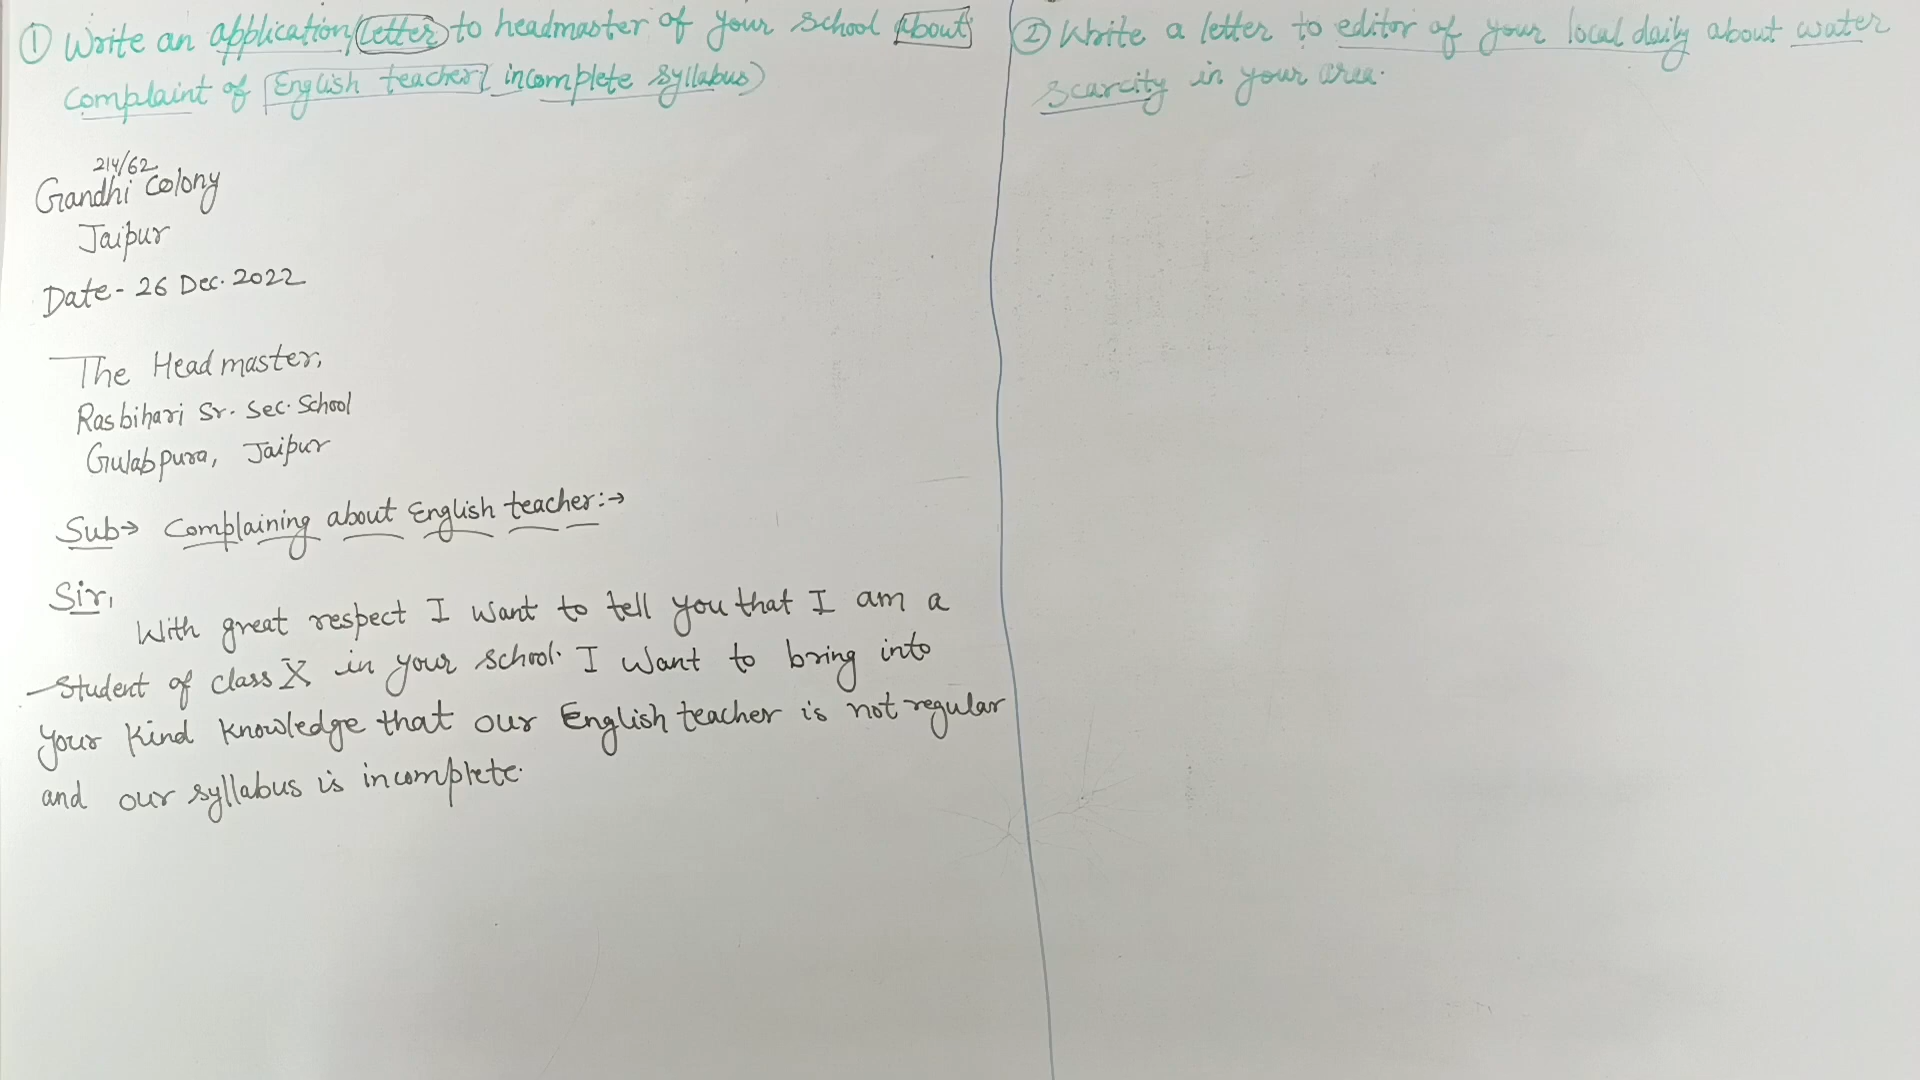 ① Write an application/letter to headmaster of your school about
complaint of English teacher (incomplete syllabus)
214/62
Gandhi Colony
Jaipur
Date - 26 Dec. 2022
The Head master,
Rasbihari Sr. Sec. School
Gulabpura, Jaipur
Sub→ Complaining about English teacher:→
Sir,
With great respect I want to tell you that I am a
student of class X in your school. I want to bring into
your kind knowledge that our English teacher is not regular
and our syllabus is incomplete.
② Write a letter to editor of your local daily about water
scarcity in your area.